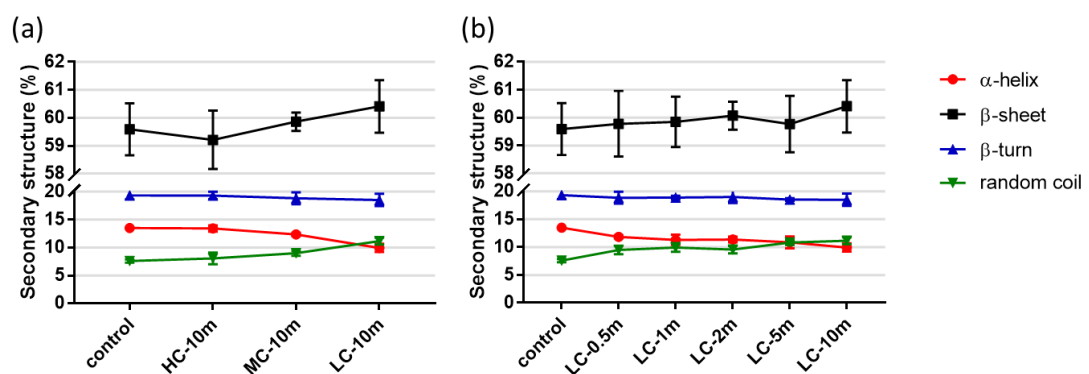 (a)
Secondary structure (%)
62
61
60
59
58
20
15
10
5
0
control
HC-10m
MC-10m
LC-10m
(b)
Secondary structure (%)
62
61
60
59
58
20
15
10
5
0
control
LC-0.5m
LC-1m
LC-2m
LC-5m
LC-10m
α-helix
β-sheet
β-turn
random coil